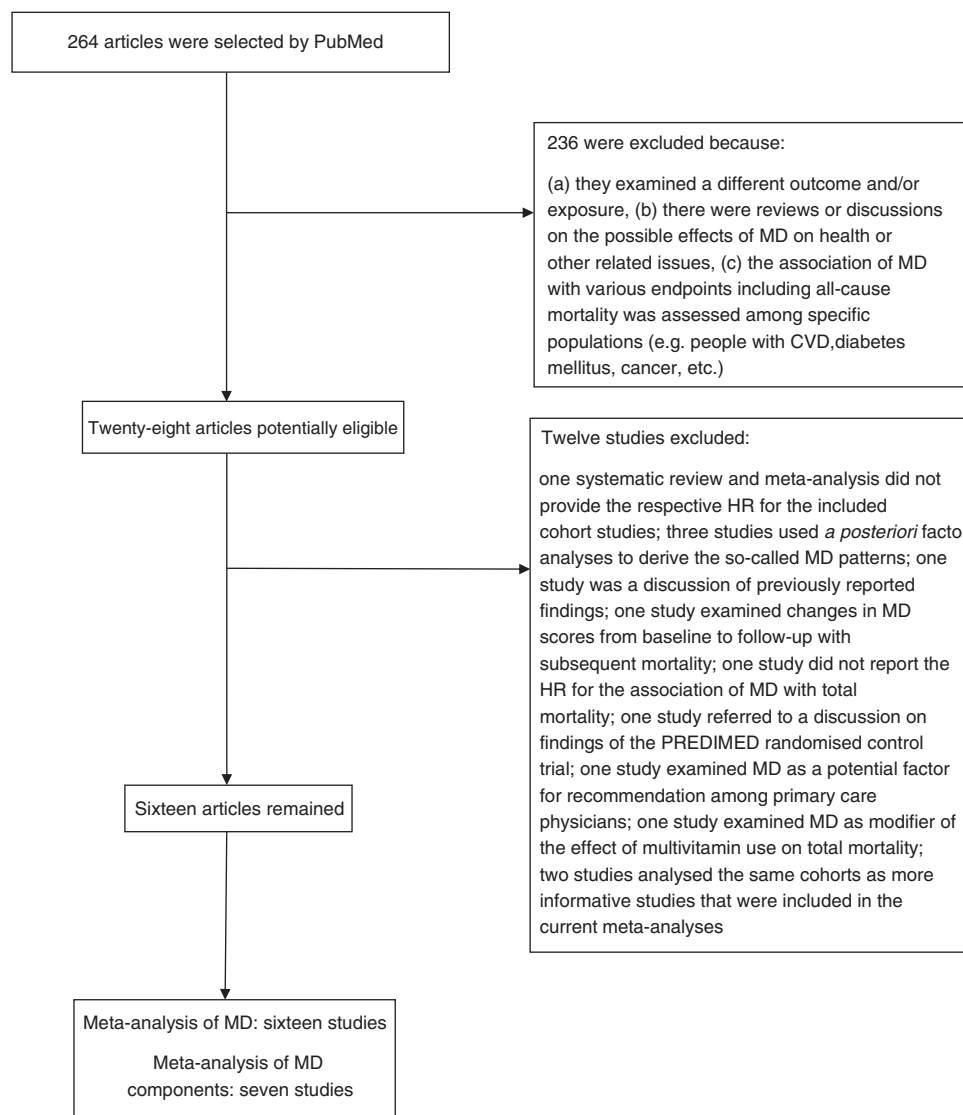 264 articles were selected by PubMed
236 were excluded because:
(a) they examined a different outcome and/or
exposure, (b) there were reviews or discussions
on the possible effects of MD on health or
other related issues, (c) the association of MD
with various endpoints including all-cause
mortality was assessed among specific
populations (e.g. people with CVD,diabetes
mellitus, cancer, etc.)
Twenty-eight articles potentially eligible
Twelve studies excluded:
one systematic review and meta-analysis did not
provide the respective HR for the included
cohort studies; three studies used a posteriori facto
analyses to derive the so-called MD patterns; one
study was a discussion of previously reported
findings; one study examined changes in MD
scores from baseline to follow-up with
subsequent mortality; one study did not report the
HR for the association of MD with total
mortality; one study referred to a discussion on
findings of the PREDIMED randomised control
trial; one study examined MD as a potential factor
for recommendation among primary care
physicians; one study examined MD as modifier of
the effect of multivitamin use on total mortality;
two studies analysed the same cohorts as more
informative studies that were included in the
current meta-analyses
Sixteen articles remained
Meta-analysis of MD: sixteen studies
Meta-analysis of MD
components: seven studies